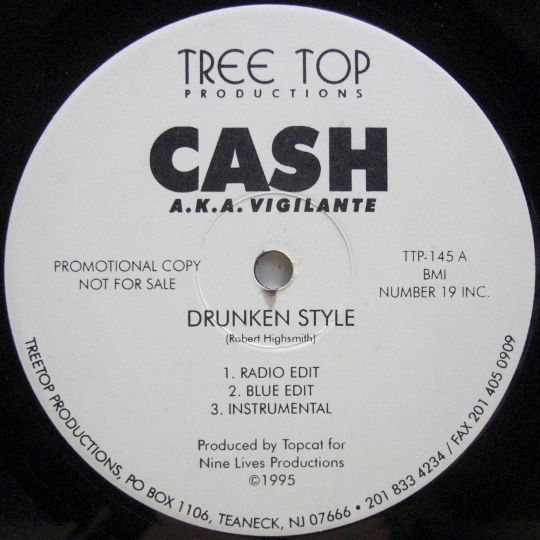 TREE TOP
PRODUCTIONS
CASH
A.K.A. VIGILANTE
PROMOTIONAL COPY
NOT FOR SALE
TTP-145 A
BMI
NUMBER 19 INC.
DRUNKEN STYLE
(Robert Highsmith)
1. RADIO EDIT
2. BLUE EDIT
3. INSTRUMENTAL
Produced by Topcat for
Nine Lives Productions
©1995
TREETOP PRODUCTIONS, PO BOX 1106, TEANECK, NJ 07666 • 201 833 4234 / FAX 201 405 0909